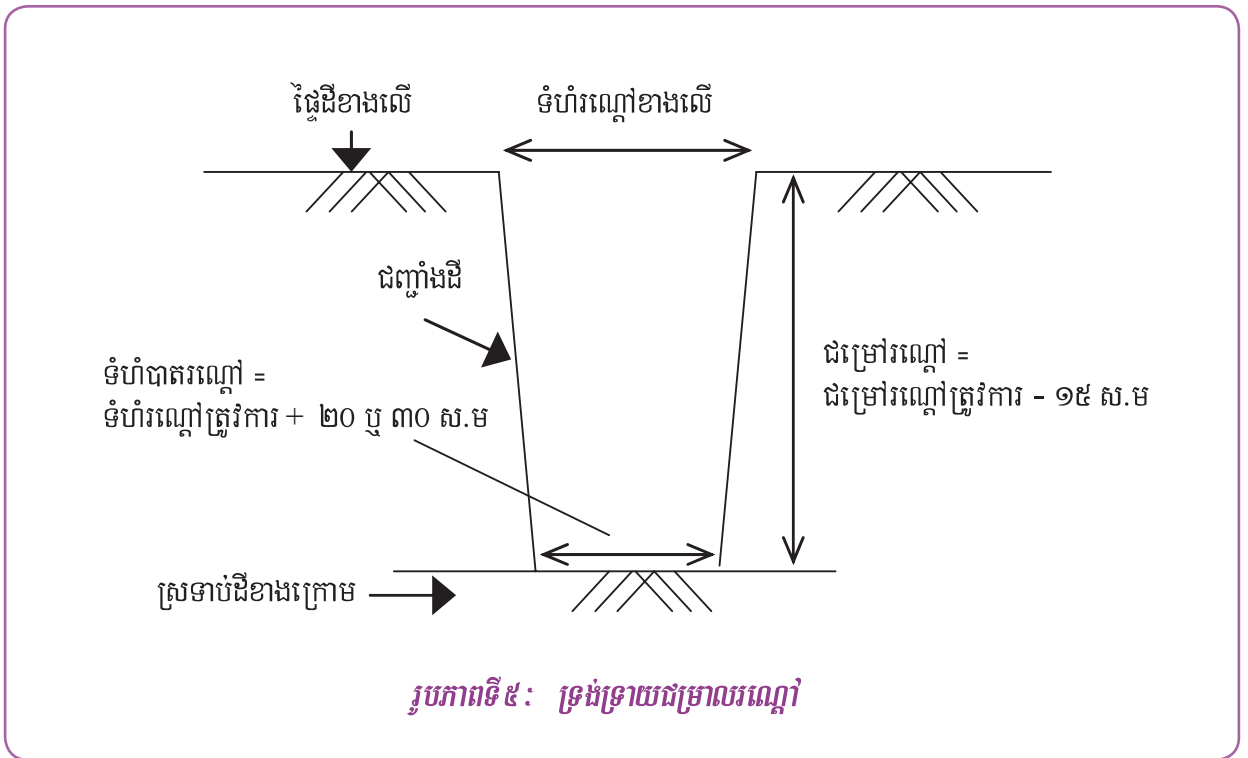 ផ្ទៃដីខាងលើ
ទំហំរណ្តៅខាងលើ
ជញ្ជាំងដី
ទំហំបាតរណ្តៅ =
ទំហំរណ្តៅត្រូវការ + ២០ ឬ ៣០ ស.ម
ជម្រៅរណ្តៅ =
ជម្រៅរណ្តៅត្រូវការ - ១៥ ស.ម
ស្រទាប់ដីខាងក្រោម
រូបភាពទី៥ : ទ្រង់ទ្រាយជម្រាលរណ្តៅ